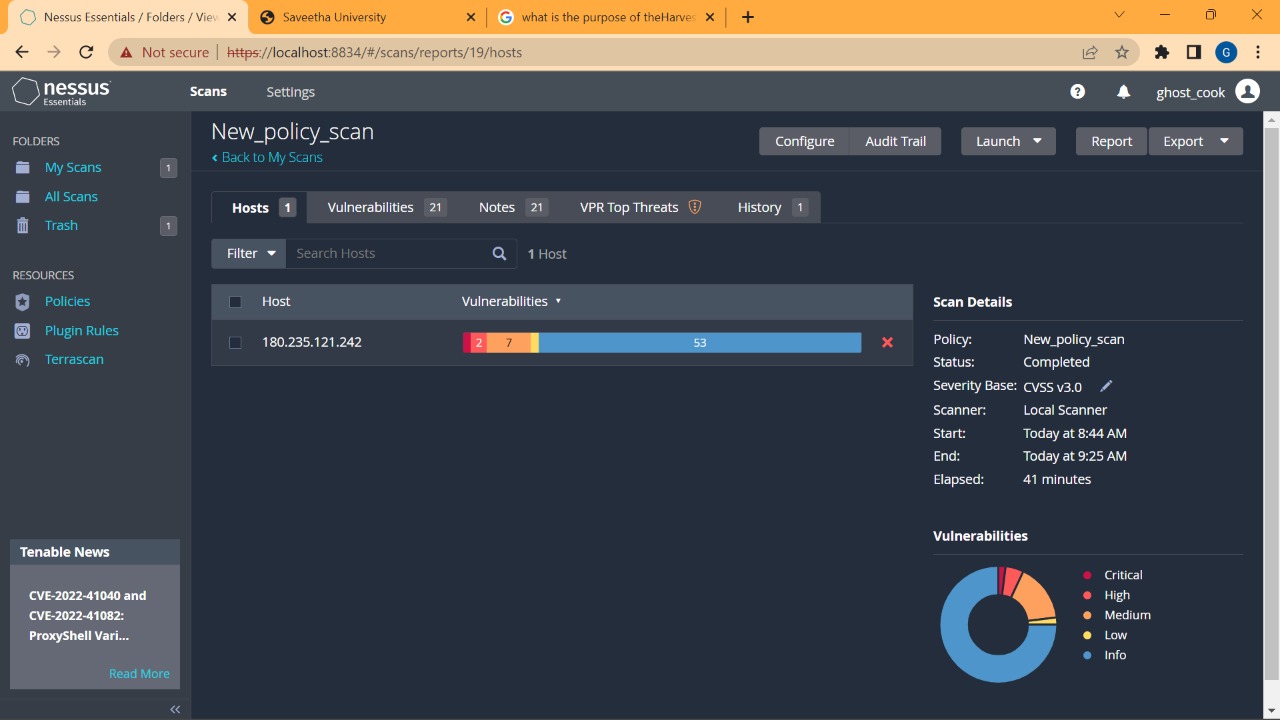 Nessus Essentials / Folders / View
Saveetha University
what is the purpose of theHarves
Not secure
https://localhost:8834/#/scans/reports/19/hosts
G
nessus
Essentials
Scans
Settings
ghost_cook
FOLDERS
My Scans 1
All Scans
Trash 1
RESOURCES
Policies
Plugin Rules
Terrascan
Tenable News
CVE-2022-41040 and
CVE-2022-41082:
ProxyShell Vari...
Read More
New_policy_scan
Back to My Scans
Configure
Audit Trail
Launch
Report
Export
Hosts 1
Vulnerabilities 21
Notes 21
VPR Top Threats
History 1
Filter
Search Hosts
1 Host
Host
Vulnerabilities
180.235.121.242
2 7 53
Scan Details
Policy: New_policy_scan
Status: Completed
Severity Base: CVSS v3.0
Scanner: Local Scanner
Start: Today at 8:44 AM
End: Today at 9:25 AM
Elapsed: 41 minutes
Vulnerabilities
Critical
High
Medium
Low
Info